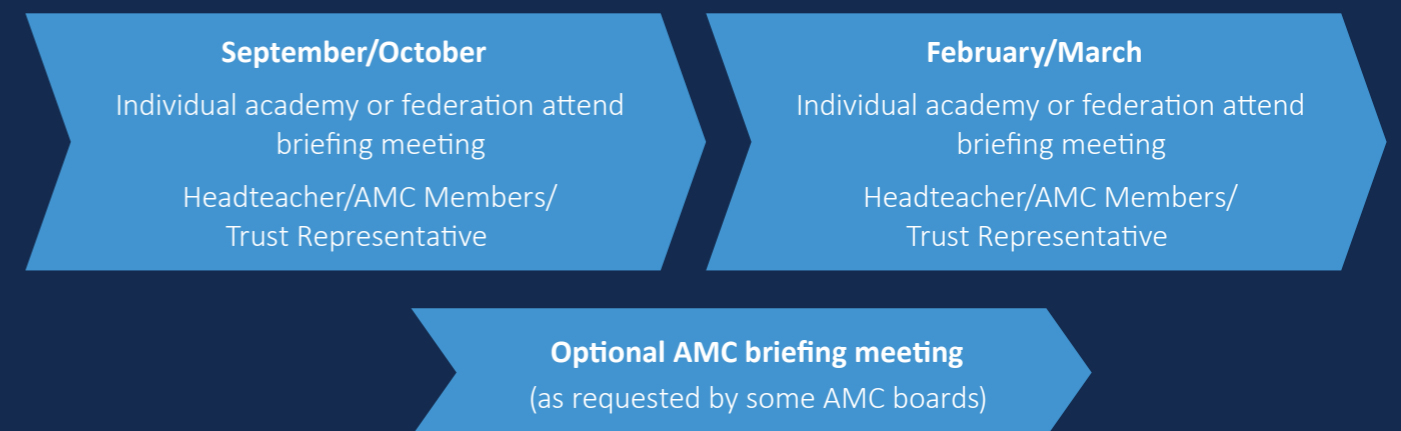 September/October
Individual academy or federation attend
briefing meeting
Headteacher/AMC Members/
Trust Representative
February/March
Individual academy or federation attend
briefing meeting
Headteacher/AMC Members/
Trust Representative
Optional AMC briefing meeting
(as requested by some AMC boards)